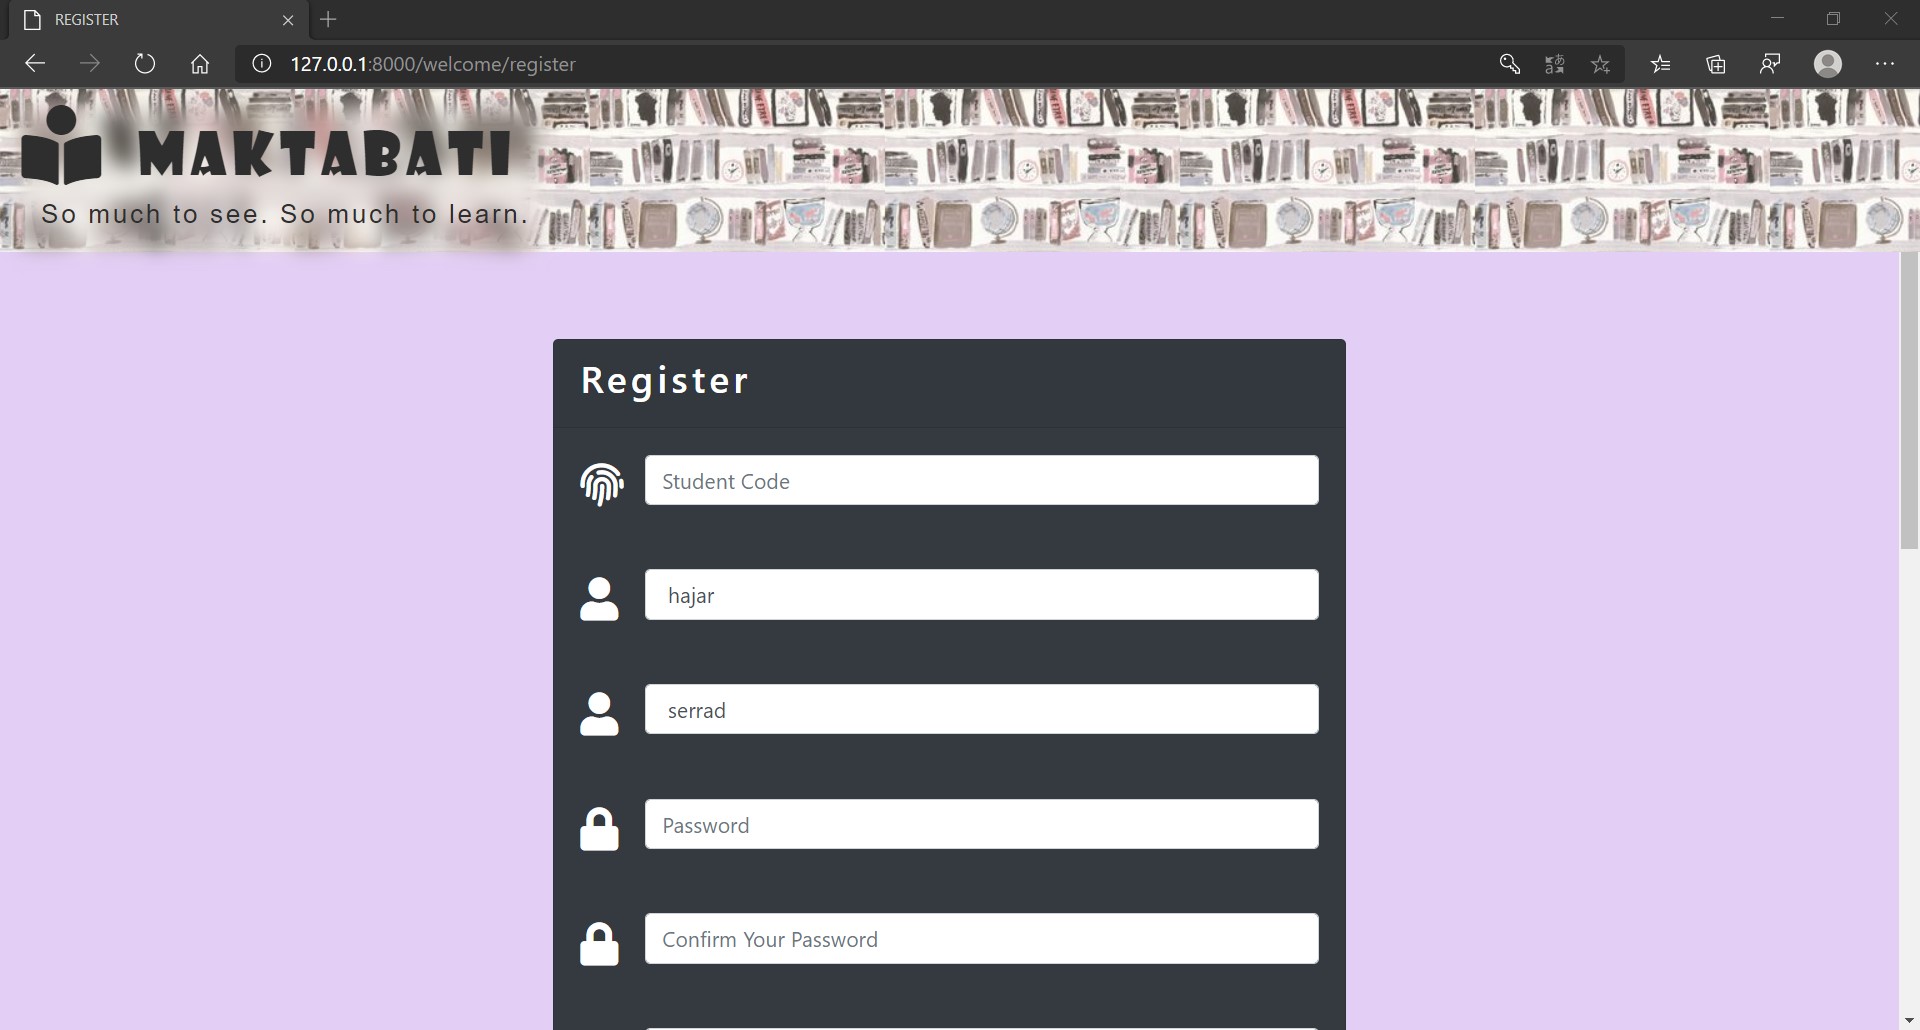 REGISTER
127.0.0.1:8000/welcome/register
MAKTABATI
So much to see. So much to learn.
Register
Student Code
hajar
serrad
Password
Confirm Your Password